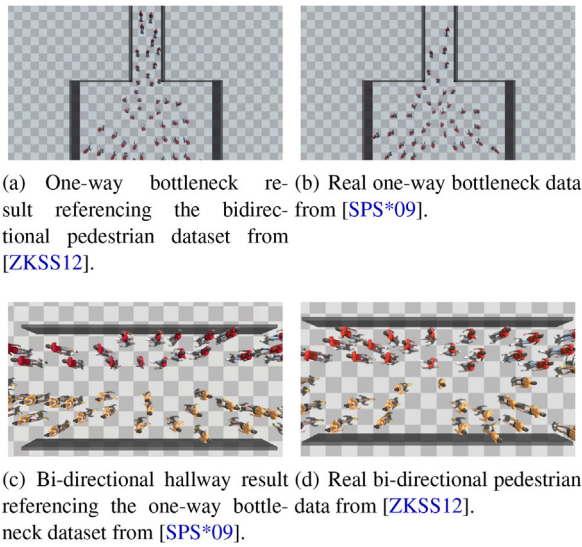 (a) One-way bottleneck re-
sult referencing the bidirec-
tional pedestrian dataset from
[ZKSS12].
(b) Real one-way bottleneck data
from [SPS*09].
(c) Bi-directional hallway result
referencing the one-way bottle-
neck dataset from [SPS*09].
(d) Real bi-directional pedestrian
data from [ZKSS12].